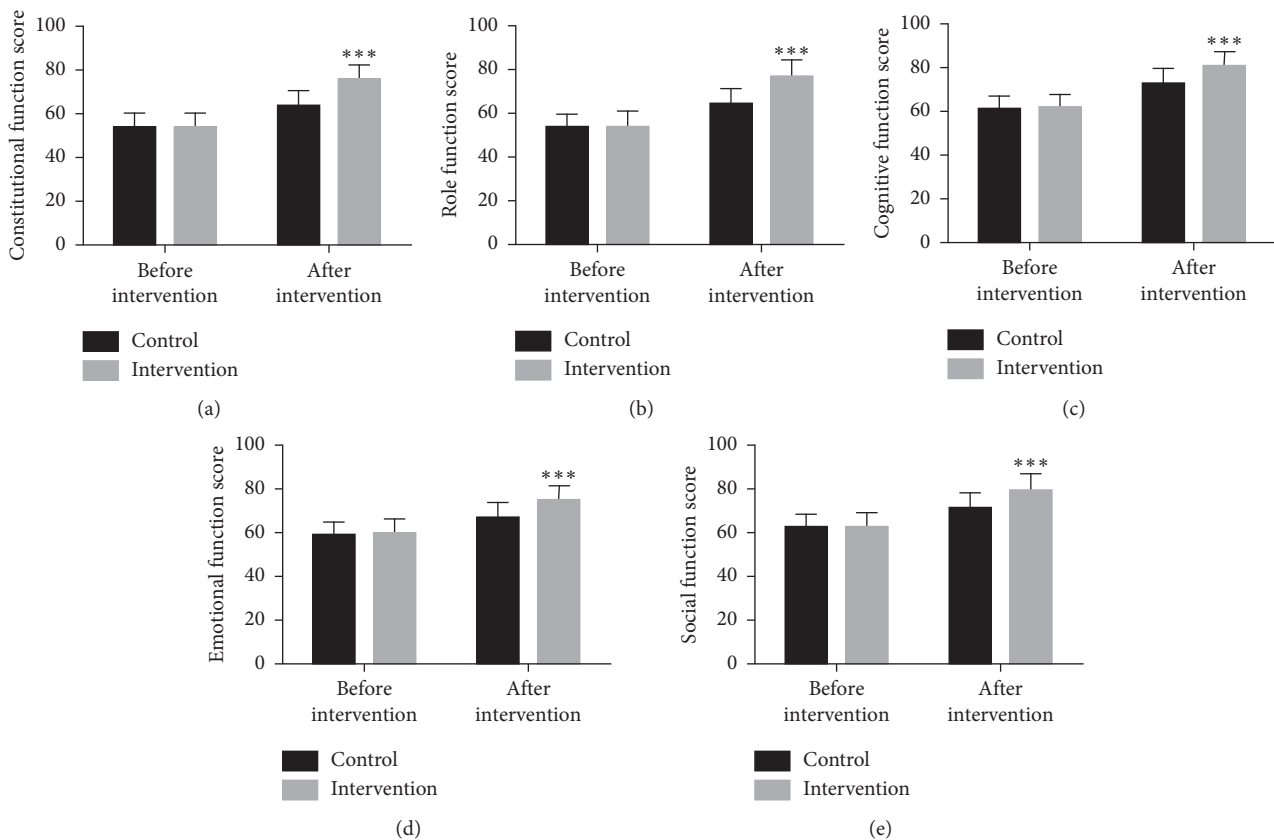 Constitutional function score
100
80
60
40
20
0
***
Before
intervention
After
intervention
Control
Intervention
(a)
Role function score
100
80
60
40
20
0
***
Before
intervention
After
intervention
Control
Intervention
(b)
Cognitive function score
100
80
60
40
20
0
***
Before
intervention
After
intervention
Control
Intervention
(c)
Emotional function score
100
80
60
40
20
0
***
Before
intervention
After
intervention
Control
Intervention
(d)
Social function score
100
80
60
40
20
0
***
Before
intervention
After
intervention
Control
Intervention
(e)